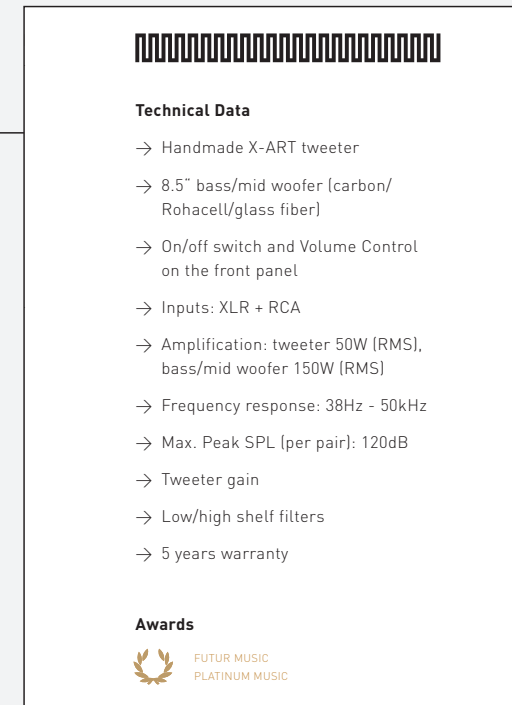 Technical Data
→ Handmade X-ART tweeter
→ 8.5˝ bass/mid woofer (carbon/
Rohacell/glass fiber)
→ On/off switch and Volume Control
on the front panel
→ Inputs: XLR + RCA
→ Amplification: tweeter 50W (RMS),
bass/mid woofer 150W (RMS)
→ Frequency response: 38Hz - 50kHz
→ Max. Peak SPL (per pair): 120dB
→ Tweeter gain
→ Low/high shelf filters
→ 5 years warranty
Awards
FUTUR MUSIC
PLATINUM MUSIC